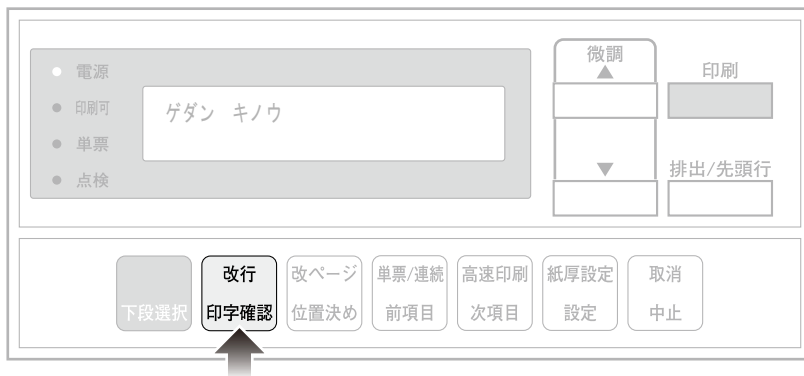 電源
印刷可
単票
点検
ゲダン キノウ
微調
▲
▼
印刷
排出/先頭行
下段選択
改行
印字確認
改ページ
位置決め
単票/連続
前項目
高速印刷
次項目
紙厚設定
設定
取消
中止